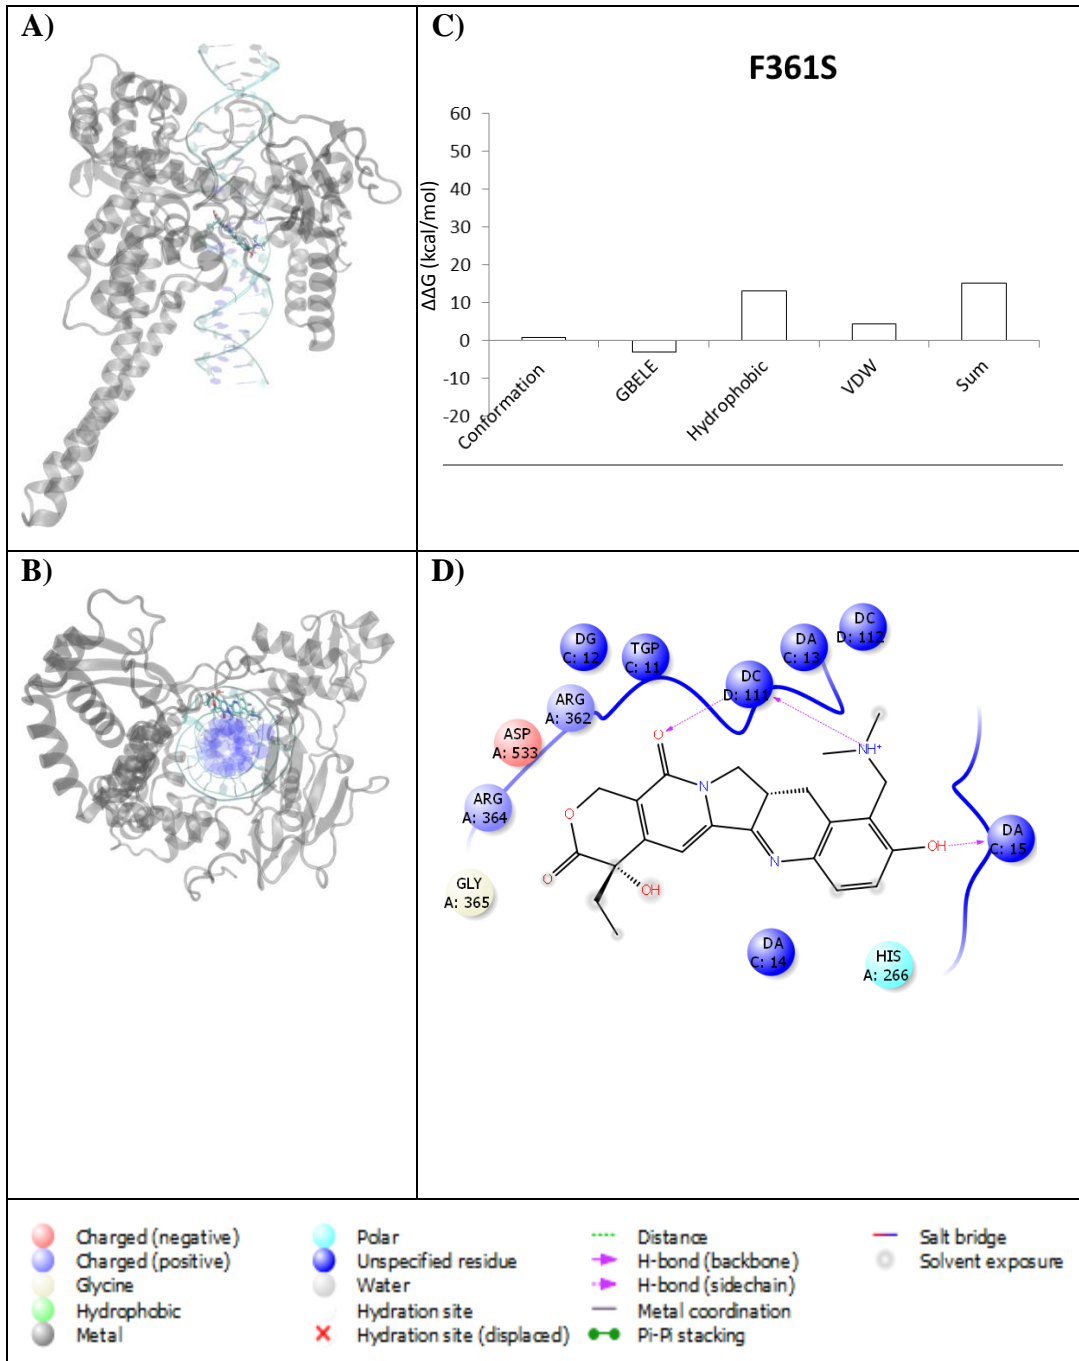 A)
C)
F361S
ΔΔG (kcal/mol)
60
50
40
30
20
10
0
-10
-20
Conformation
GBELE
Hydrophobic
VDW
Sum
B)
D)
DG
C: 12
TGP
C: 11
DC
D: 111
DA
C: 13
DC
D: 112
ARG
A: 362
ASP
A: 533
ARG
A: 364
GLY
A: 365
O
NH+
N
O
O
OH
N
OH
DA
C: 15
DA
C: 14
HIS
A: 266
Charged (negative)
Charged (positive)
Glycine
Hydrophobic
Metal
Polar
Unspecified residue
Water
Hydration site
Hydration site (displaced)
Distance
H-bond (backbone)
H-bond (sidechain)
Metal coordination
Pi-Pi stacking
Salt bridge
Solvent exposure